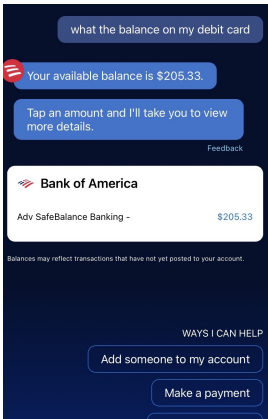 what the balance on my debit card
Your available balance is $205.33.
Tap an amount and I'll take you to view
more details.
Feedback
Bank of America
Adv SafeBalance Banking - $205.33
Balances may reflect transactions that have not yet posted to your account.
WAYS I CAN HELP
Add someone to my account
Make a payment